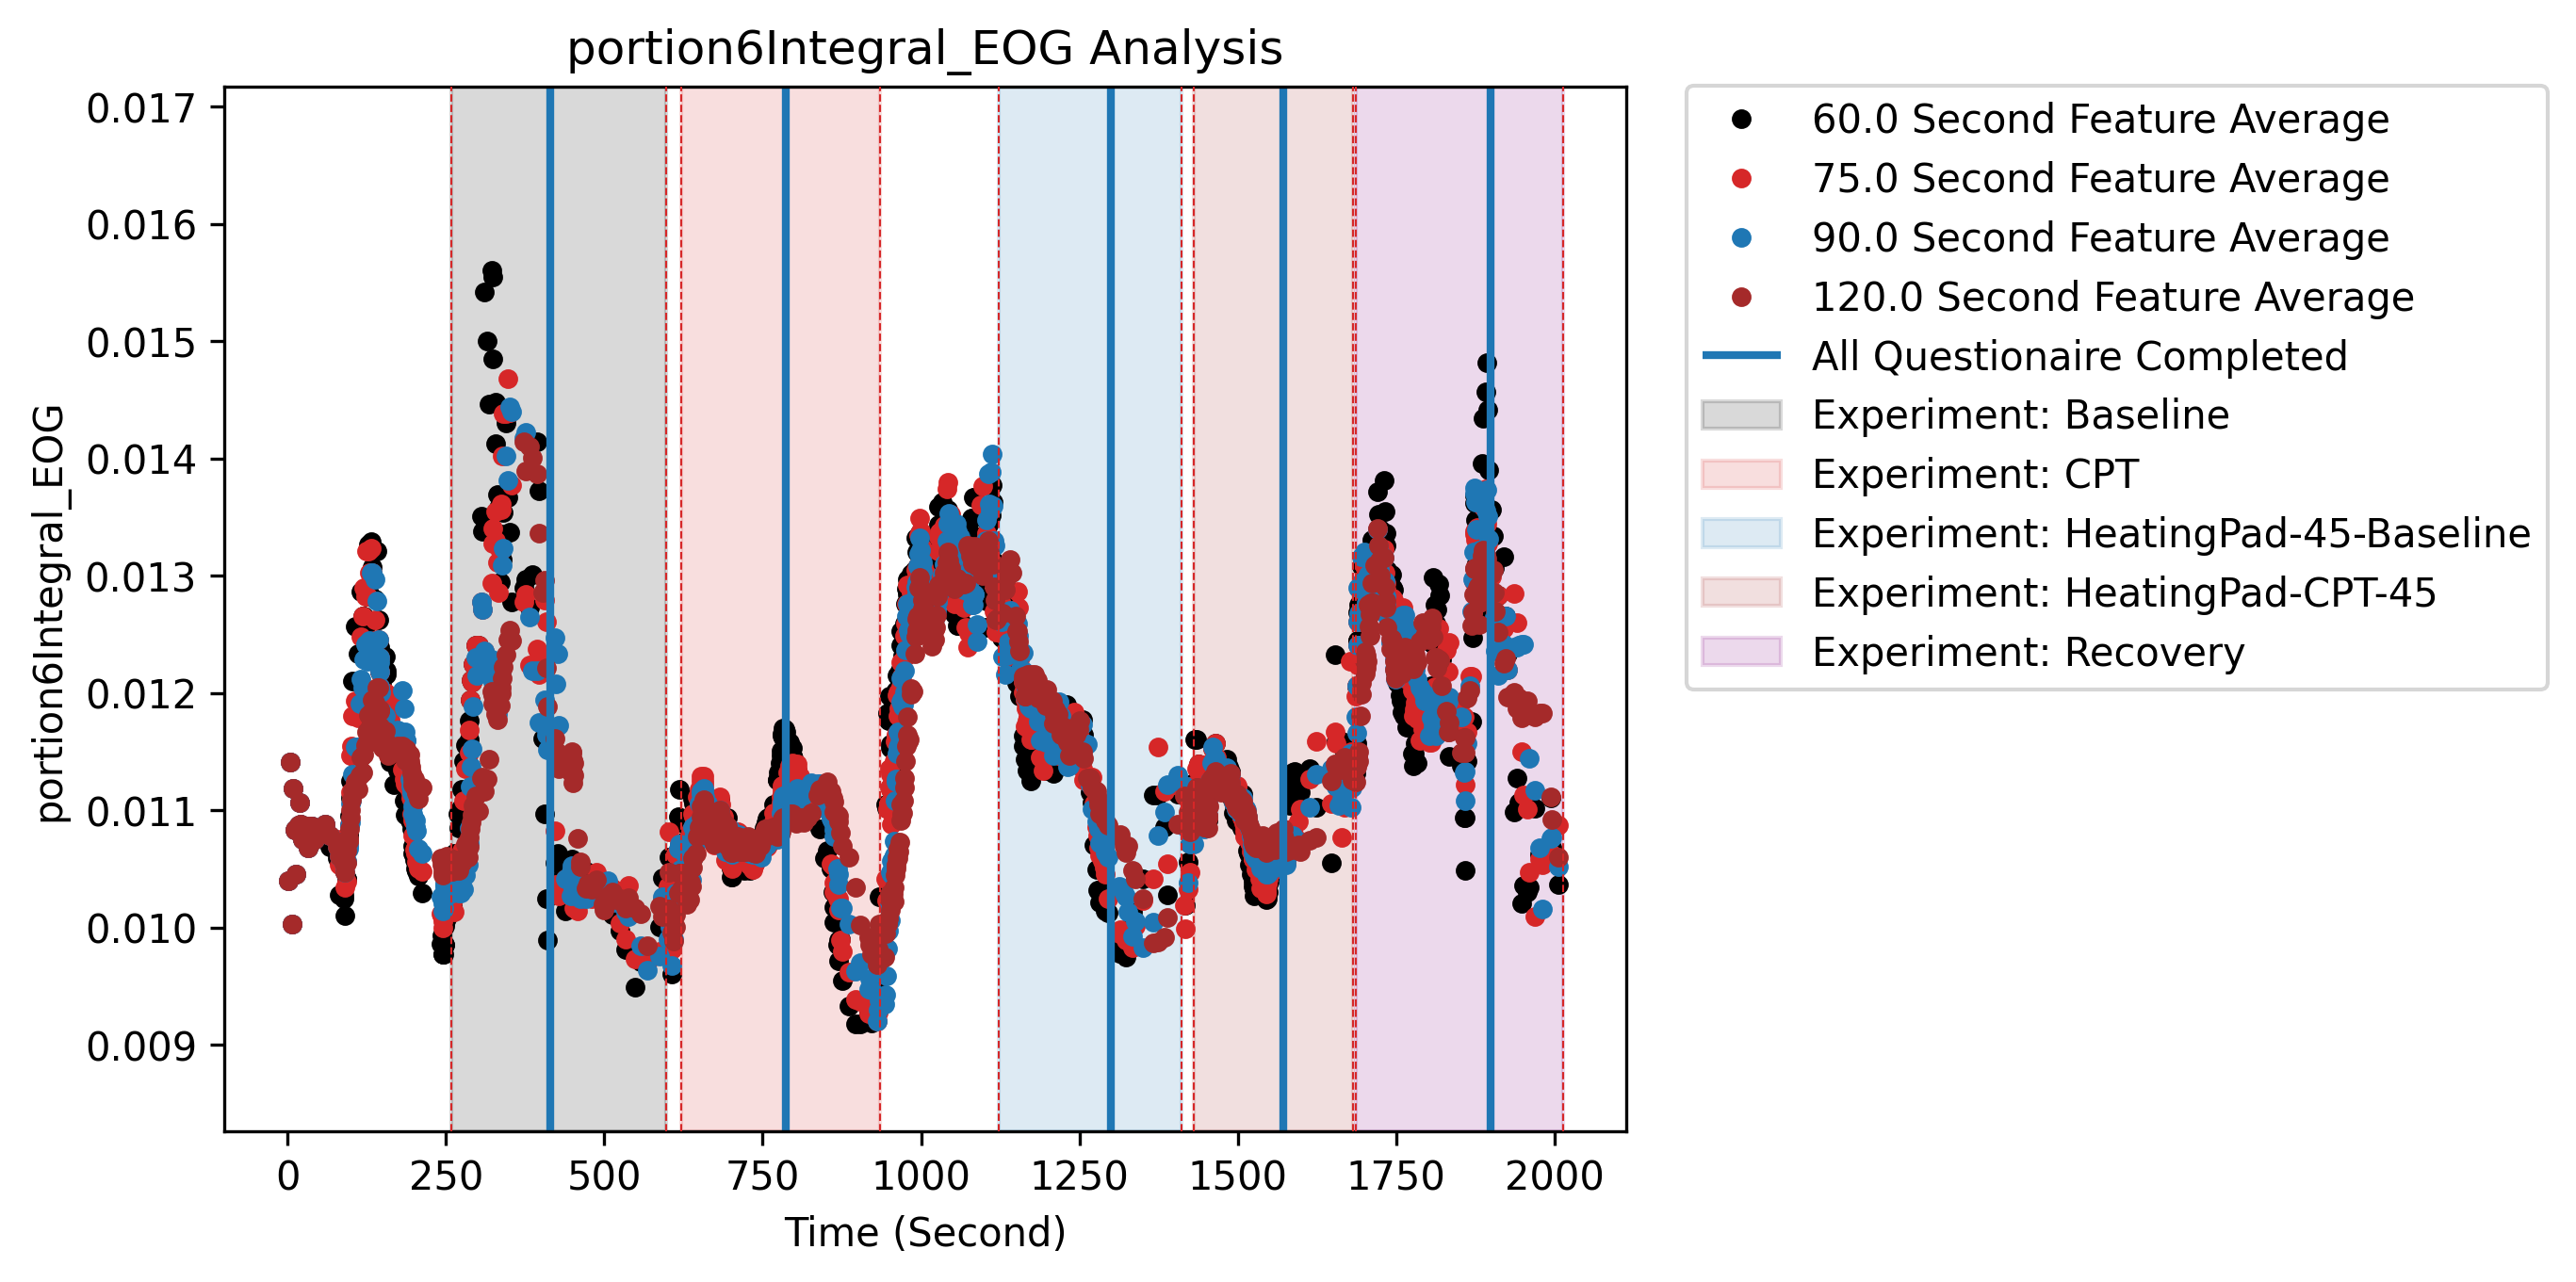 portion6Integral_EOG Analysis
portion6Integral_EOG
0.017
0.016
0.015
0.014
0.013
0.012
0.011
0.010
0.009
0
250
500
750
1000
1250
1500
1750
2000
Time (Second)
60.0 Second Feature Average
75.0 Second Feature Average
90.0 Second Feature Average
120.0 Second Feature Average
All Questionaire Completed
Experiment: Baseline
Experiment: CPT
Experiment: HeatingPad-45-Baseline
Experiment: HeatingPad-CPT-45
Experiment: Recovery